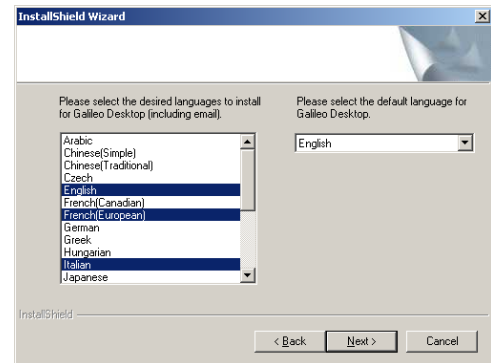 InstallShield Wizard
Please select the desired languages to install
for Galileo Desktop (including email).
Arabic
Chinese(Simple)
Chinese(Traditional)
Czech
English
French(Canadian)
French(European)
German
Greek
Hungarian
Italian
Japanese
Please select the default language for
Galileo Desktop.
English
InstallShield
< Back
Next >
Cancel